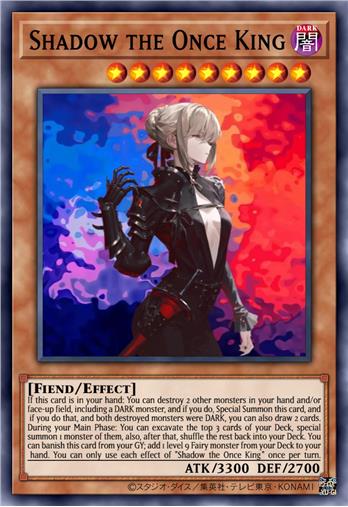 SHADOW THE ONCE KING
DARK
闇
[FIEND/EFFECT]
If this card is in your hand: You can destroy 2 other monsters in your hand and/or
face-up field, including a DARK monster, and if you do, Special Summon this card, and
if you do that, and both destroyed monsters were DARK, you can also draw 2 cards.
During your Main Phase: You can excavate the top 3 cards of your Deck, special
summon 1 monster of them, also, after that, shuffle the rest back into your Deck. You
can banish this card from your GY; add 1 level 9 Fairy monster from your Deck to your
hand. You can only use each effect of "Shadow the Once King" once per turn.
ATK/3300 DEF/2700
©スタジオ・ダイス／集英社・テレビ東京・KONAMI